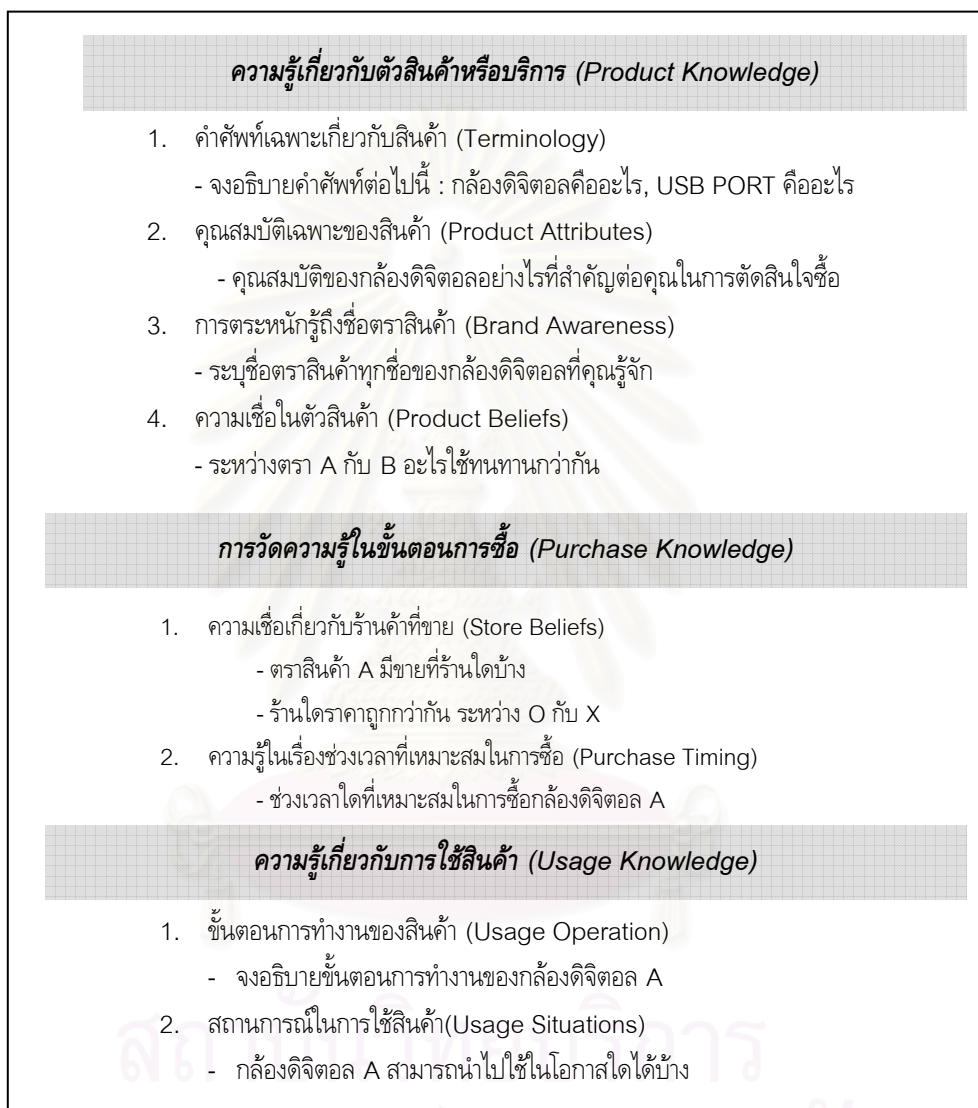 ความรู้เกี่ยวกับตัวสินค้าหรือบริการ (Product Knowledge)
1. คำศัพท์เฉพาะเกี่ยวกับสินค้า (Terminology)
- จงอธิบายคำศัพท์ต่อไปนี้ : กล้องดิจิตอลคืออะไร, USB PORT คืออะไร
2. คุณสมบัติเฉพาะของสินค้า (Product Attributes)
- คุณสมบัติของกล้องดิจิตอลอย่างไรที่สำคัญต่อคุณในการตัดสินใจซื้อ
3. การตระหนักรู้ถึงชื่อตราสินค้า (Brand Awareness)
- ระบุชื่อตราสินค้าทุกชื่อของกล้องดิจิตอลที่คุณรู้จัก
4. ความเชื่อในตัวสินค้า (Product Beliefs)
- ระหว่างตรา A กับ B อะไรใช้ทนทานกว่ากัน
การวัดความรู้ในขั้นตอนการซื้อ (Purchase Knowledge)
1. ความเชื่อเกี่ยวกับร้านค้าที่ขาย (Store Beliefs)
- ตราสินค้า A มีขายที่ร้านใดบ้าง
- ร้านใดราคาถูกกว่ากัน ระหว่าง O กับ X
2. ความรู้ในเรื่องช่วงเวลาที่เหมาะสมในการซื้อ (Purchase Timing)
- ช่วงเวลาใดที่เหมาะสมในการซื้อกล้องดิจิตอล A
ความรู้เกี่ยวกับการใช้สินค้า (Usage Knowledge)
1. ขั้นตอนการทำงานของสินค้า (Usage Operation)
- จงอธิบายขั้นตอนการทำงานของกล้องดิจิตอล A
2. สถานการณ์ในการใช้สินค้า(Usage Situations)
- กล้องดิจิตอล A สามารถนำไปใช้ในโอกาสใดได้บ้าง
สถาบันวิทยบริการ